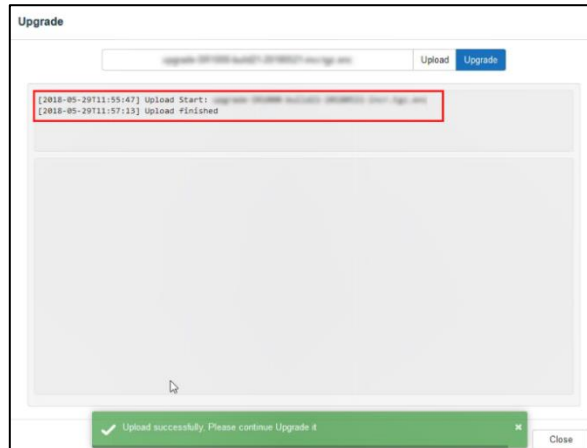 Upgrade
Upload Upgrade
[2018-05-29T11:55:47] Upload Start:
[2018-05-29T11:57:13] Upload finished
Upload successfully, Please continue Upgrade it ×
Close